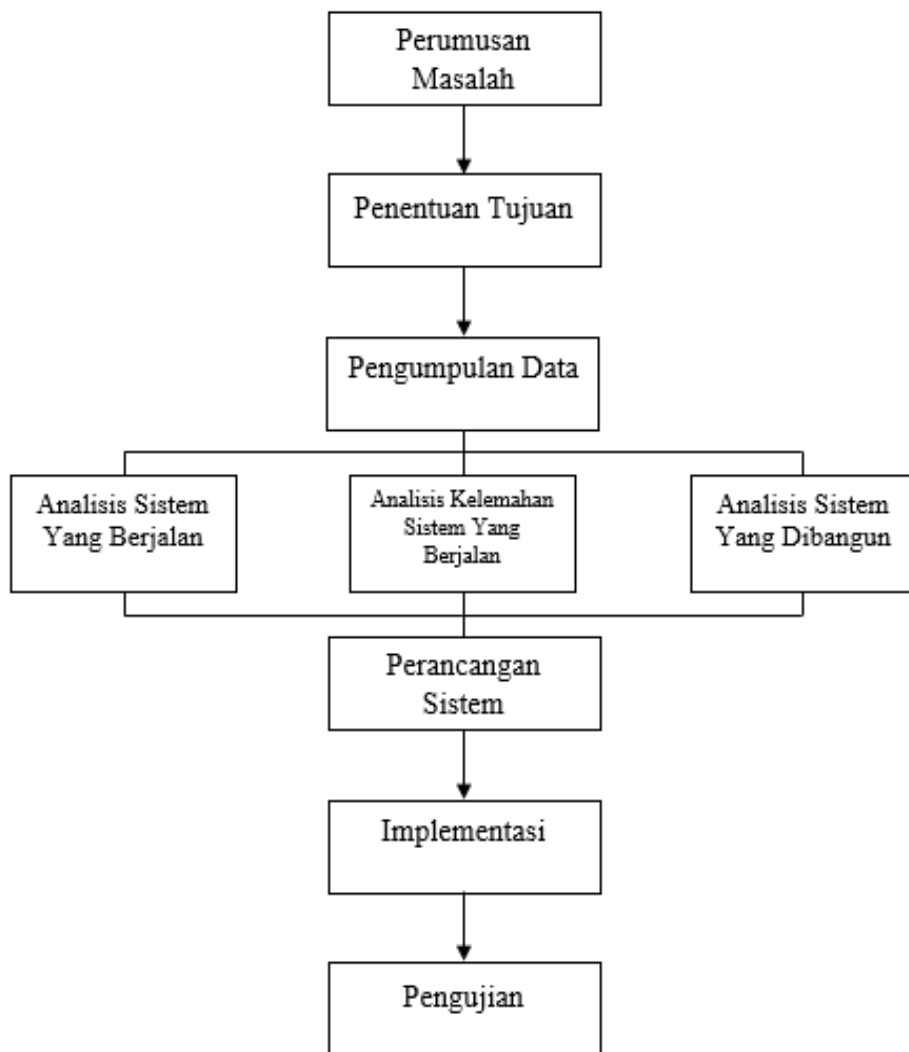 Perumusan
Masalah
Penentuan Tujuan
Pengumpulan Data
Analisis Sistem
Yang Berjalan
Analisis Kelemahan
Sistem Yang
Berjalan
Analisis Sistem
Yang Dibangun
Perancangan
Sistem
Implementasi
Pengujian